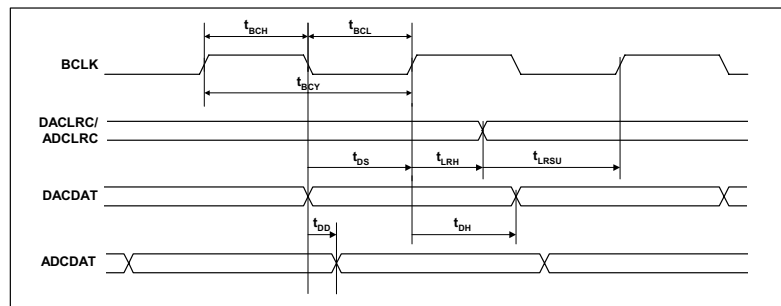 tBCH tBCL
BCLK
tBCY
DACLRC/
ADCLRC
tDS tLRH tLRSU
DACDAT
tDD tDH
ADCDAT